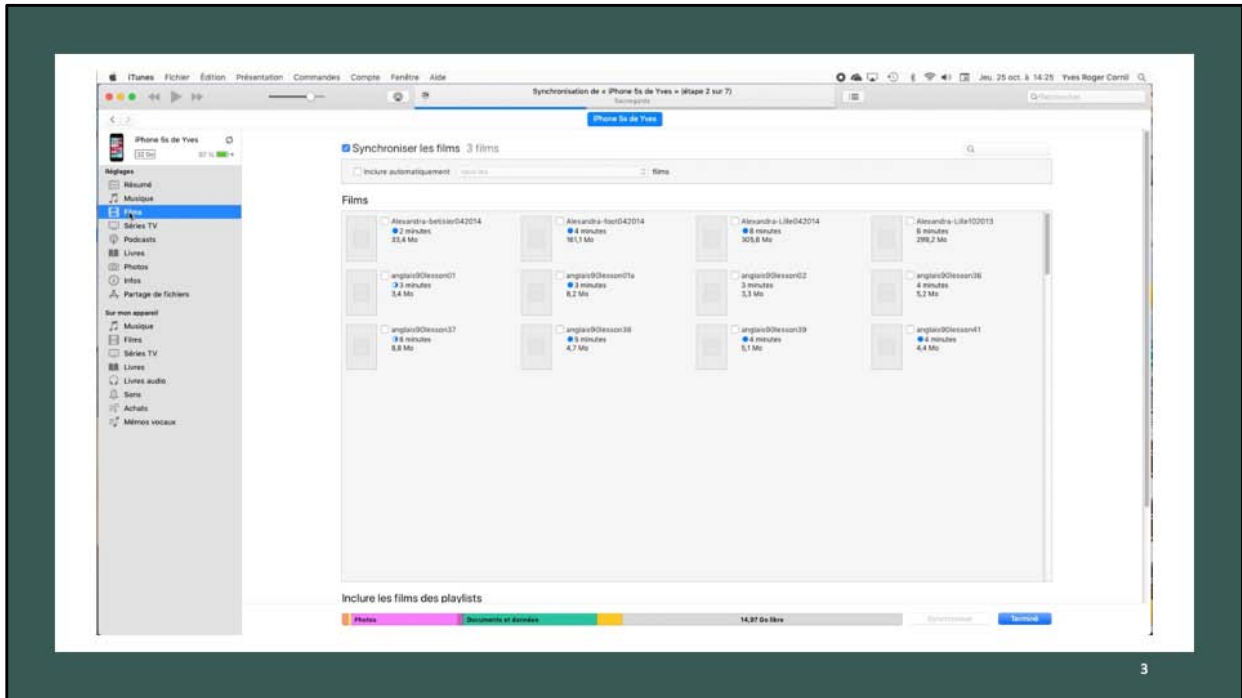 iTunes Fichier Édition Présentation Commandes Compte Fenêtre Aide Jeu. 25 oct. à 14:25 Yves Roger Cornil
Synchronisation de « iPhone 5s de Yves » (étape 2 sur 7)
Sauvegarde
Rechercher
iPhone 5s de Yves
iPhone 5s de Yves
32 Go 97 %
Réglages
Résumé
Musique
Films
Séries TV
Podcasts
Livres
Photos
Infos
Partage de fichiers
Sur mon appareil
Musique
Films
Séries TV
Livres
Livres audio
Sons
Achats
Mémos vocaux
Synchroniser les films 3 films
Inclure automatiquement tous les films
Films
Alexandra-betisier042014
2 minutes
33,4 Mo
Alexandra-foot042014
4 minutes
161,1 Mo
Alexandra-Lille042014
8 minutes
305,8 Mo
Alexandra-Lille102013
6 minutes
299,2 Mo
anglais90lesson01
3 minutes
3,4 Mo
anglais90lesson01a
3 minutes
8,2 Mo
anglais90lesson02
3 minutes
3,3 Mo
anglais90lesson36
4 minutes
5,2 Mo
anglais90lesson37
6 minutes
8,8 Mo
anglais90lesson38
5 minutes
4,7 Mo
anglais90lesson39
4 minutes
5,1 Mo
anglais90lesson41
4 minutes
4,4 Mo
Inclure les films des playlists
Photos Documents et données 14,97 Go libre Synchroniser Terminé
3